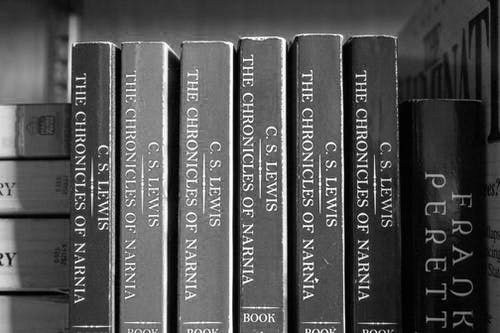 RY
RY
C. S. LEWIS
THE CHRONICLES OF NARNIA
C. S. LEWIS
THE CHRONICLES OF NARNIA
BOOK
C. S. LEWIS
THE CHRONICLES OF NARNIA
BOOK
C. S. LEWIS
THE CHRONICLES OF NARNIA
BOOK
C. S. LEWIS
THE CHRONICLES OF NARNIA
BOOK
C. S. LEWIS
THE CHRONICLES OF NARNIA
BOOK
FRANK
PERETT